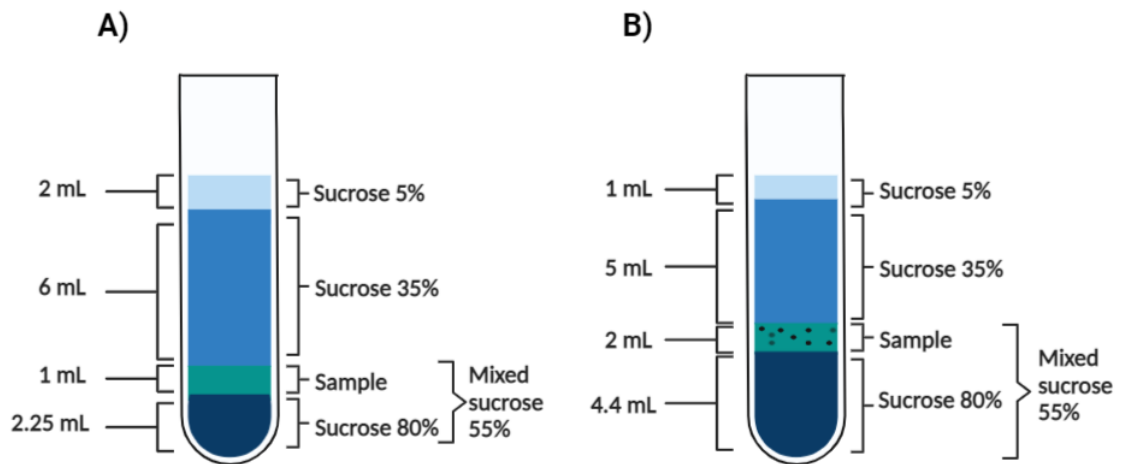 A)
2 mL
Sucrose 5%
6 mL
Sucrose 35%
1 mL
Sample
2.25 mL
Sucrose 80%
Mixed
sucrose
55%
B)
1 mL
Sucrose 5%
5 mL
Sucrose 35%
2 mL
Sample
4.4 mL
Sucrose 80%
Mixed
sucrose
55%